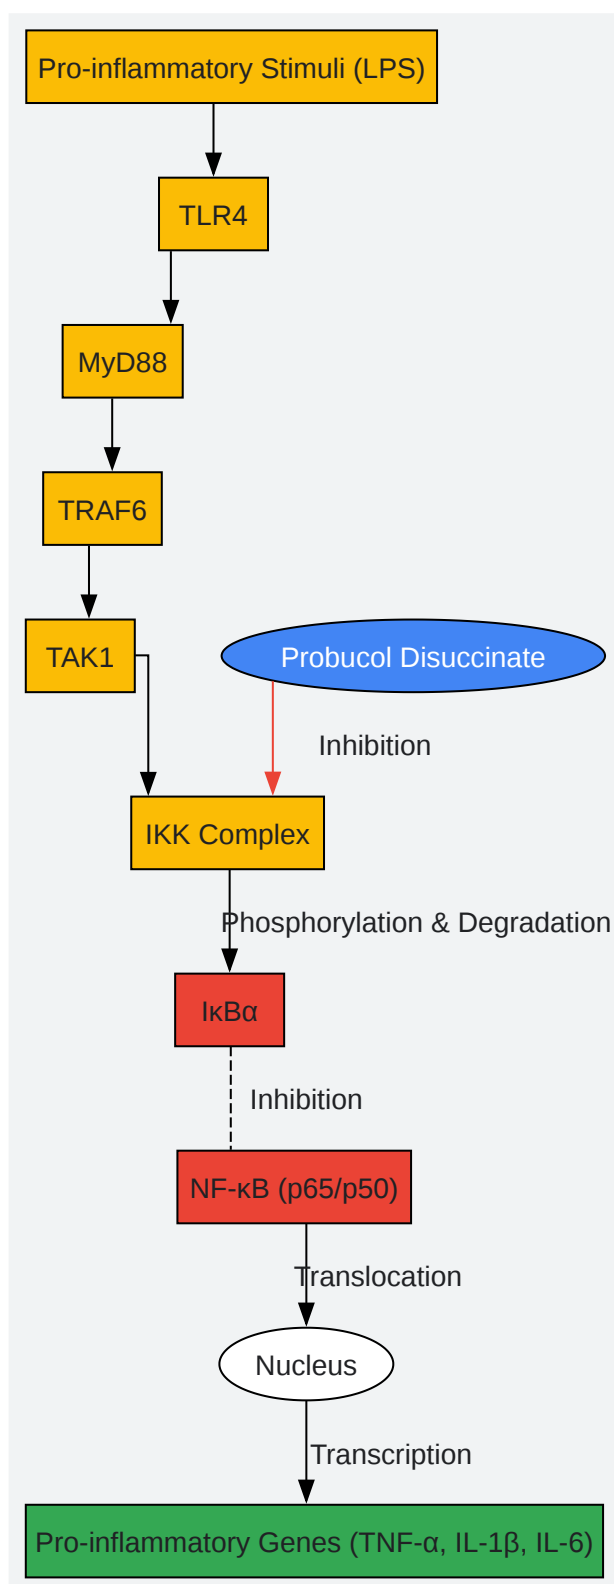 Pro-inflammatory Stimuli (LPS)
TLR4
MyD88
TRAF6
TAK1
Probucol Disuccinate
Inhibition
IKK Complex
Phosphorylation & Degradation
IκBα
Inhibition
NF-κB (p65/p50)
Translocation
Nucleus
Transcription
Pro-inflammatory Genes (TNF-α, IL-1β, IL-6)